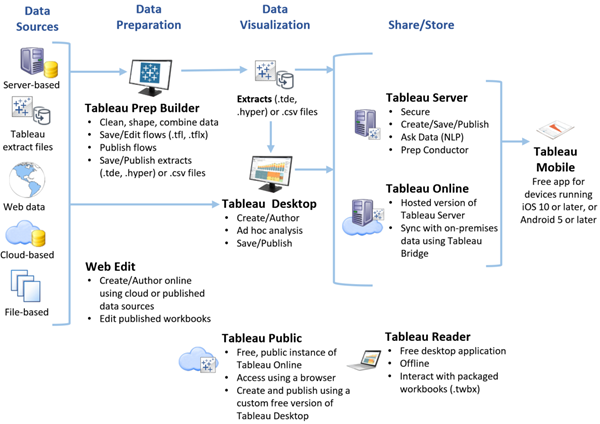 Data
Sources
Data
Preparation
Data
Visualization
Share/Store
Server-based
Tableau
extract files
Web data
Cloud-based
File-based
Tableau Prep Builder
• Clean, shape, combine data
• Save/Edit flows (.tfl, .tflx)
• Publish flows
• Save/Publish extracts
(.tde, .hyper) or .csv files
Web Edit
• Create/Author online
using cloud or published
data sources
• Edit published workbooks
Extracts (.tde,
.hyper) or .csv files
Tableau Desktop
• Create/Author
• Ad hoc analysis
• Save/Publish
Tableau Server
• Secure
• Create/Save/Publish
• Ask Data (NLP)
• Prep Conductor
Tableau Online
• Hosted version of
Tableau Server
• Sync with on-premises
data using Tableau
Bridge
Tableau
Mobile
Free app for
devices running
iOS 10 or later, or
Android 5 or later
Tableau Public
• Free, public instance of
Tableau Online
• Access using a browser
• Create and publish using a
custom free version of
Tableau Desktop
Tableau Reader
• Free desktop application
• Offline
• Interact with packaged
workbooks (.twbx)